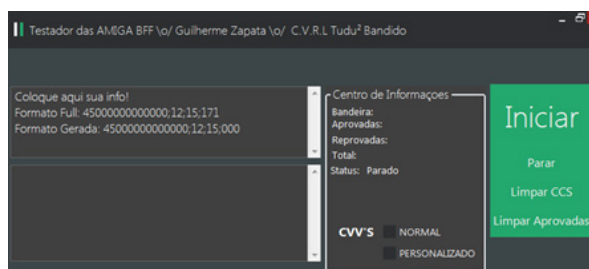 Testador das AMIGA BFF \o/ Guilherme Zapata \o/ C.V.R.L Tudu² Bandido
Coloque aqui sua info!
Formato Full: 45000000000000;12;15;171
Formato Gerada: 45000000000000;12;15;000
Centro de Informaçoes
Bandeira:
Aprovadas:
Reprovadas:
Total:
Status: Parado
CVV'S NORMAL
PERSONALIZADO
Iniciar
Parar
Limpar CCS
Limpar Aprovadas